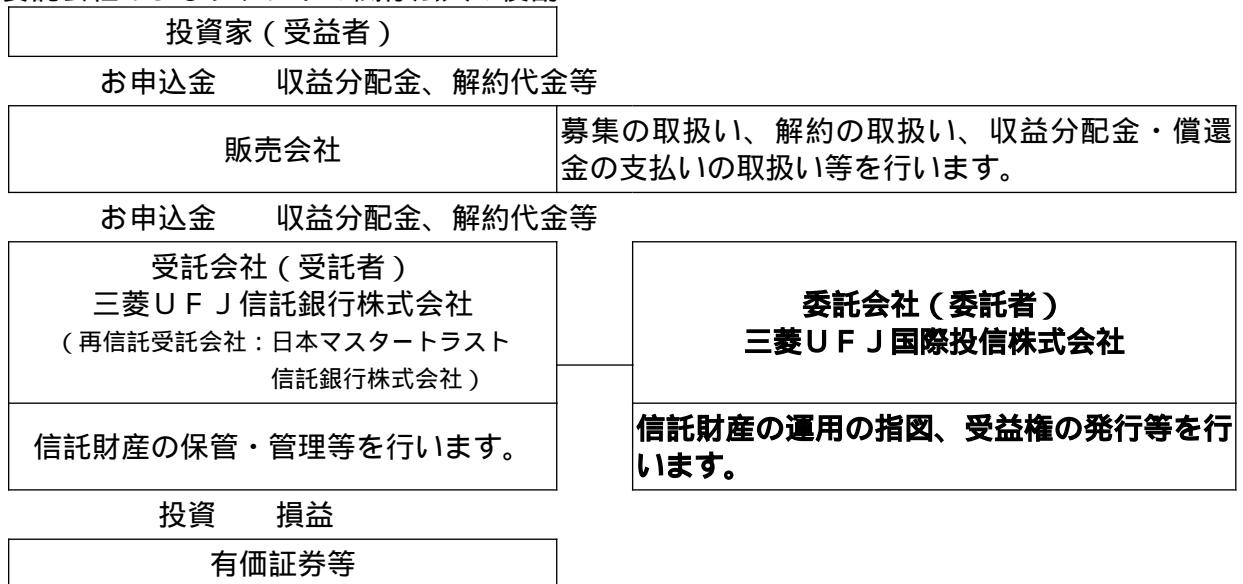 投資家(受益者)
お申込金　　収益分配金、解約代金等
販売会社
募集の取扱い、解約の取扱い、収益分配金・償還
金の支払いの取扱い等を行います。
お申込金　　収益分配金、解約代金等
受託会社(受託者)
三菱UFJ信託銀行株式会社
(再信託受託会社:日本マスタートラスト
信託銀行株式会社)
委託会社(委託者)
三菱UFJ国際投信株式会社
信託財産の保管・管理等を行います。
信託財産の運用の指図、受益権の発行等を行
います。
投資　　損益
有価証券等